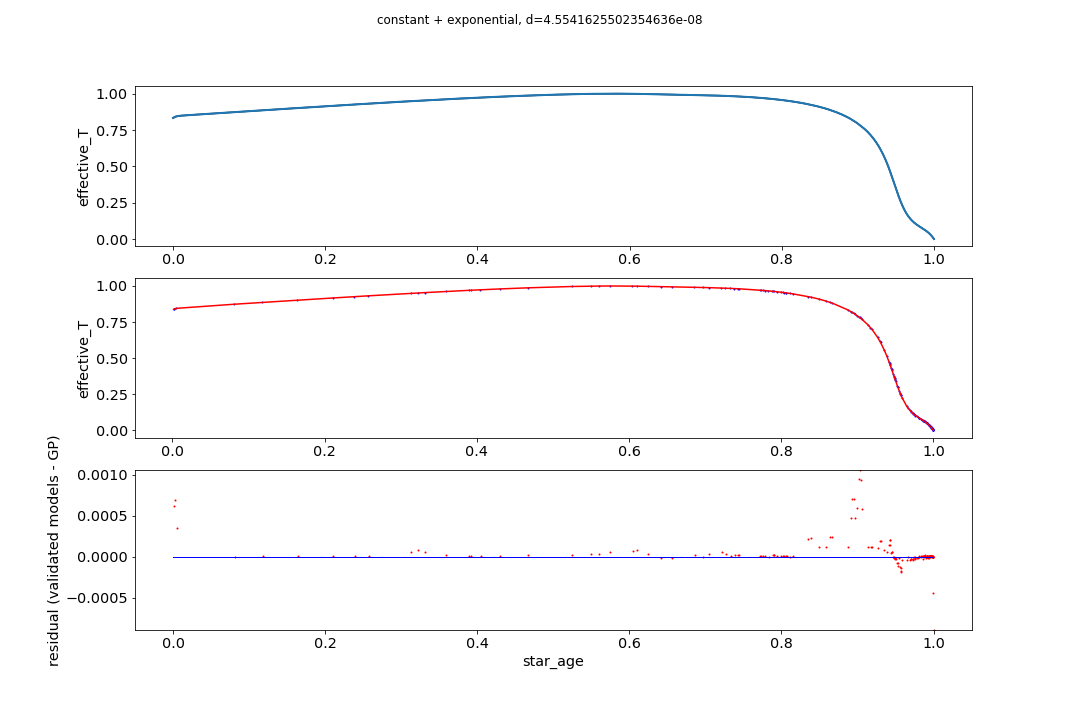 constant + exponential, d=4.5541625502354636e-08
effective_T
1.00
0.75
0.50
0.25
0.00
0.0 0.2 0.4 0.6 0.8 1.0
effective_T
1.00
0.75
0.50
0.25
0.00
0.0 0.2 0.4 0.6 0.8 1.0
residual (validated models - GP)
0.0010
0.0005
0.0000
−0.0005
0.0 0.2 0.4 0.6 0.8 1.0
star_age